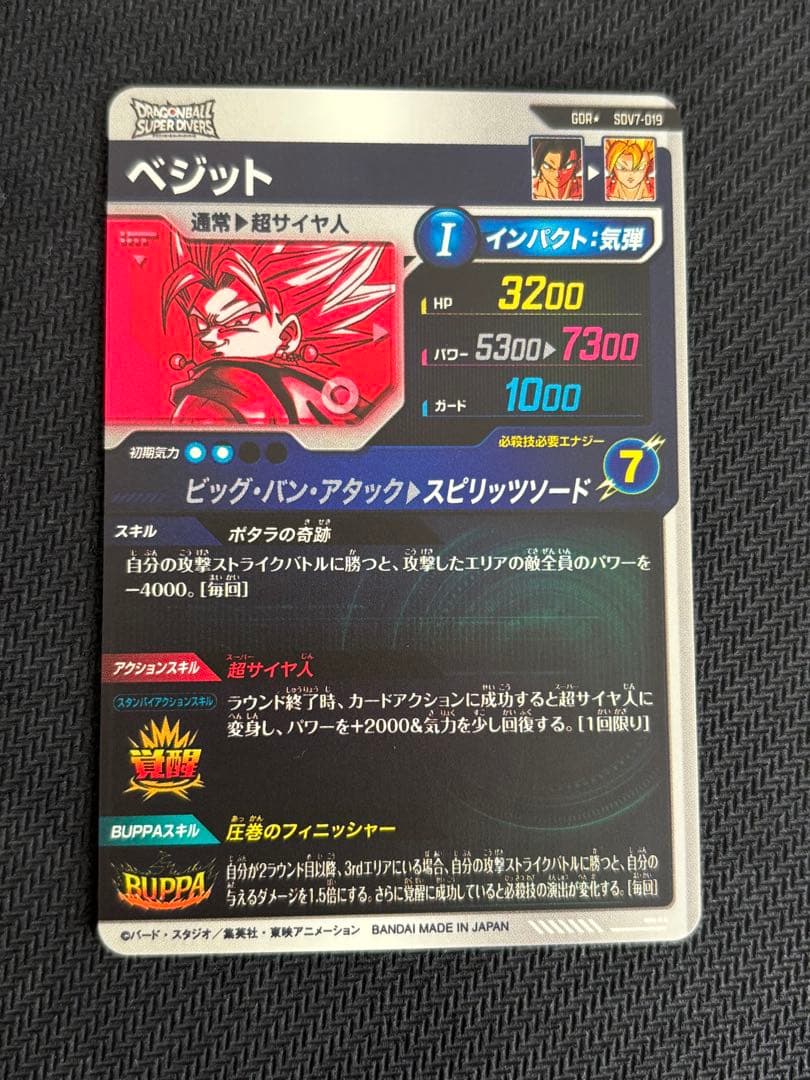 DRAGONBALL
SUPER DIVERS
GDR★ SDV7-019
ベジット
通常▶超サイヤ人
I インパクト：気弾
HP 3200
パワー 5300▶7300
ガード 1000
初期気力
必殺技必要エナジー
7
ビッグ・バン・アタック▶スピリッツソード
スキル ポタラの奇跡
自分の攻撃ストライクバトルに勝つと、攻撃したエリアの敵全員のパワーを
－4000。[毎回]
アクションスキル 超サイヤ人
スタンバイアクションスキル
覚醒
ラウンド終了時、カードアクションに成功すると超サイヤ人に
変身し、パワーを+2000&気力を少し回復する。[1回限り]
BUPPAスキル 圧巻のフィニッシャー
BUPPA
自分が2ラウンド目以降、3rdエリアにいる場合、自分の攻撃ストライクバトルに勝つと、自分の
与えるダメージを1.5倍にする。さらに覚醒に成功していると必殺技の演出が変化する。[毎回]
©バード・スタジオ／集英社・東映アニメーション BANDAI MADE IN JAPAN